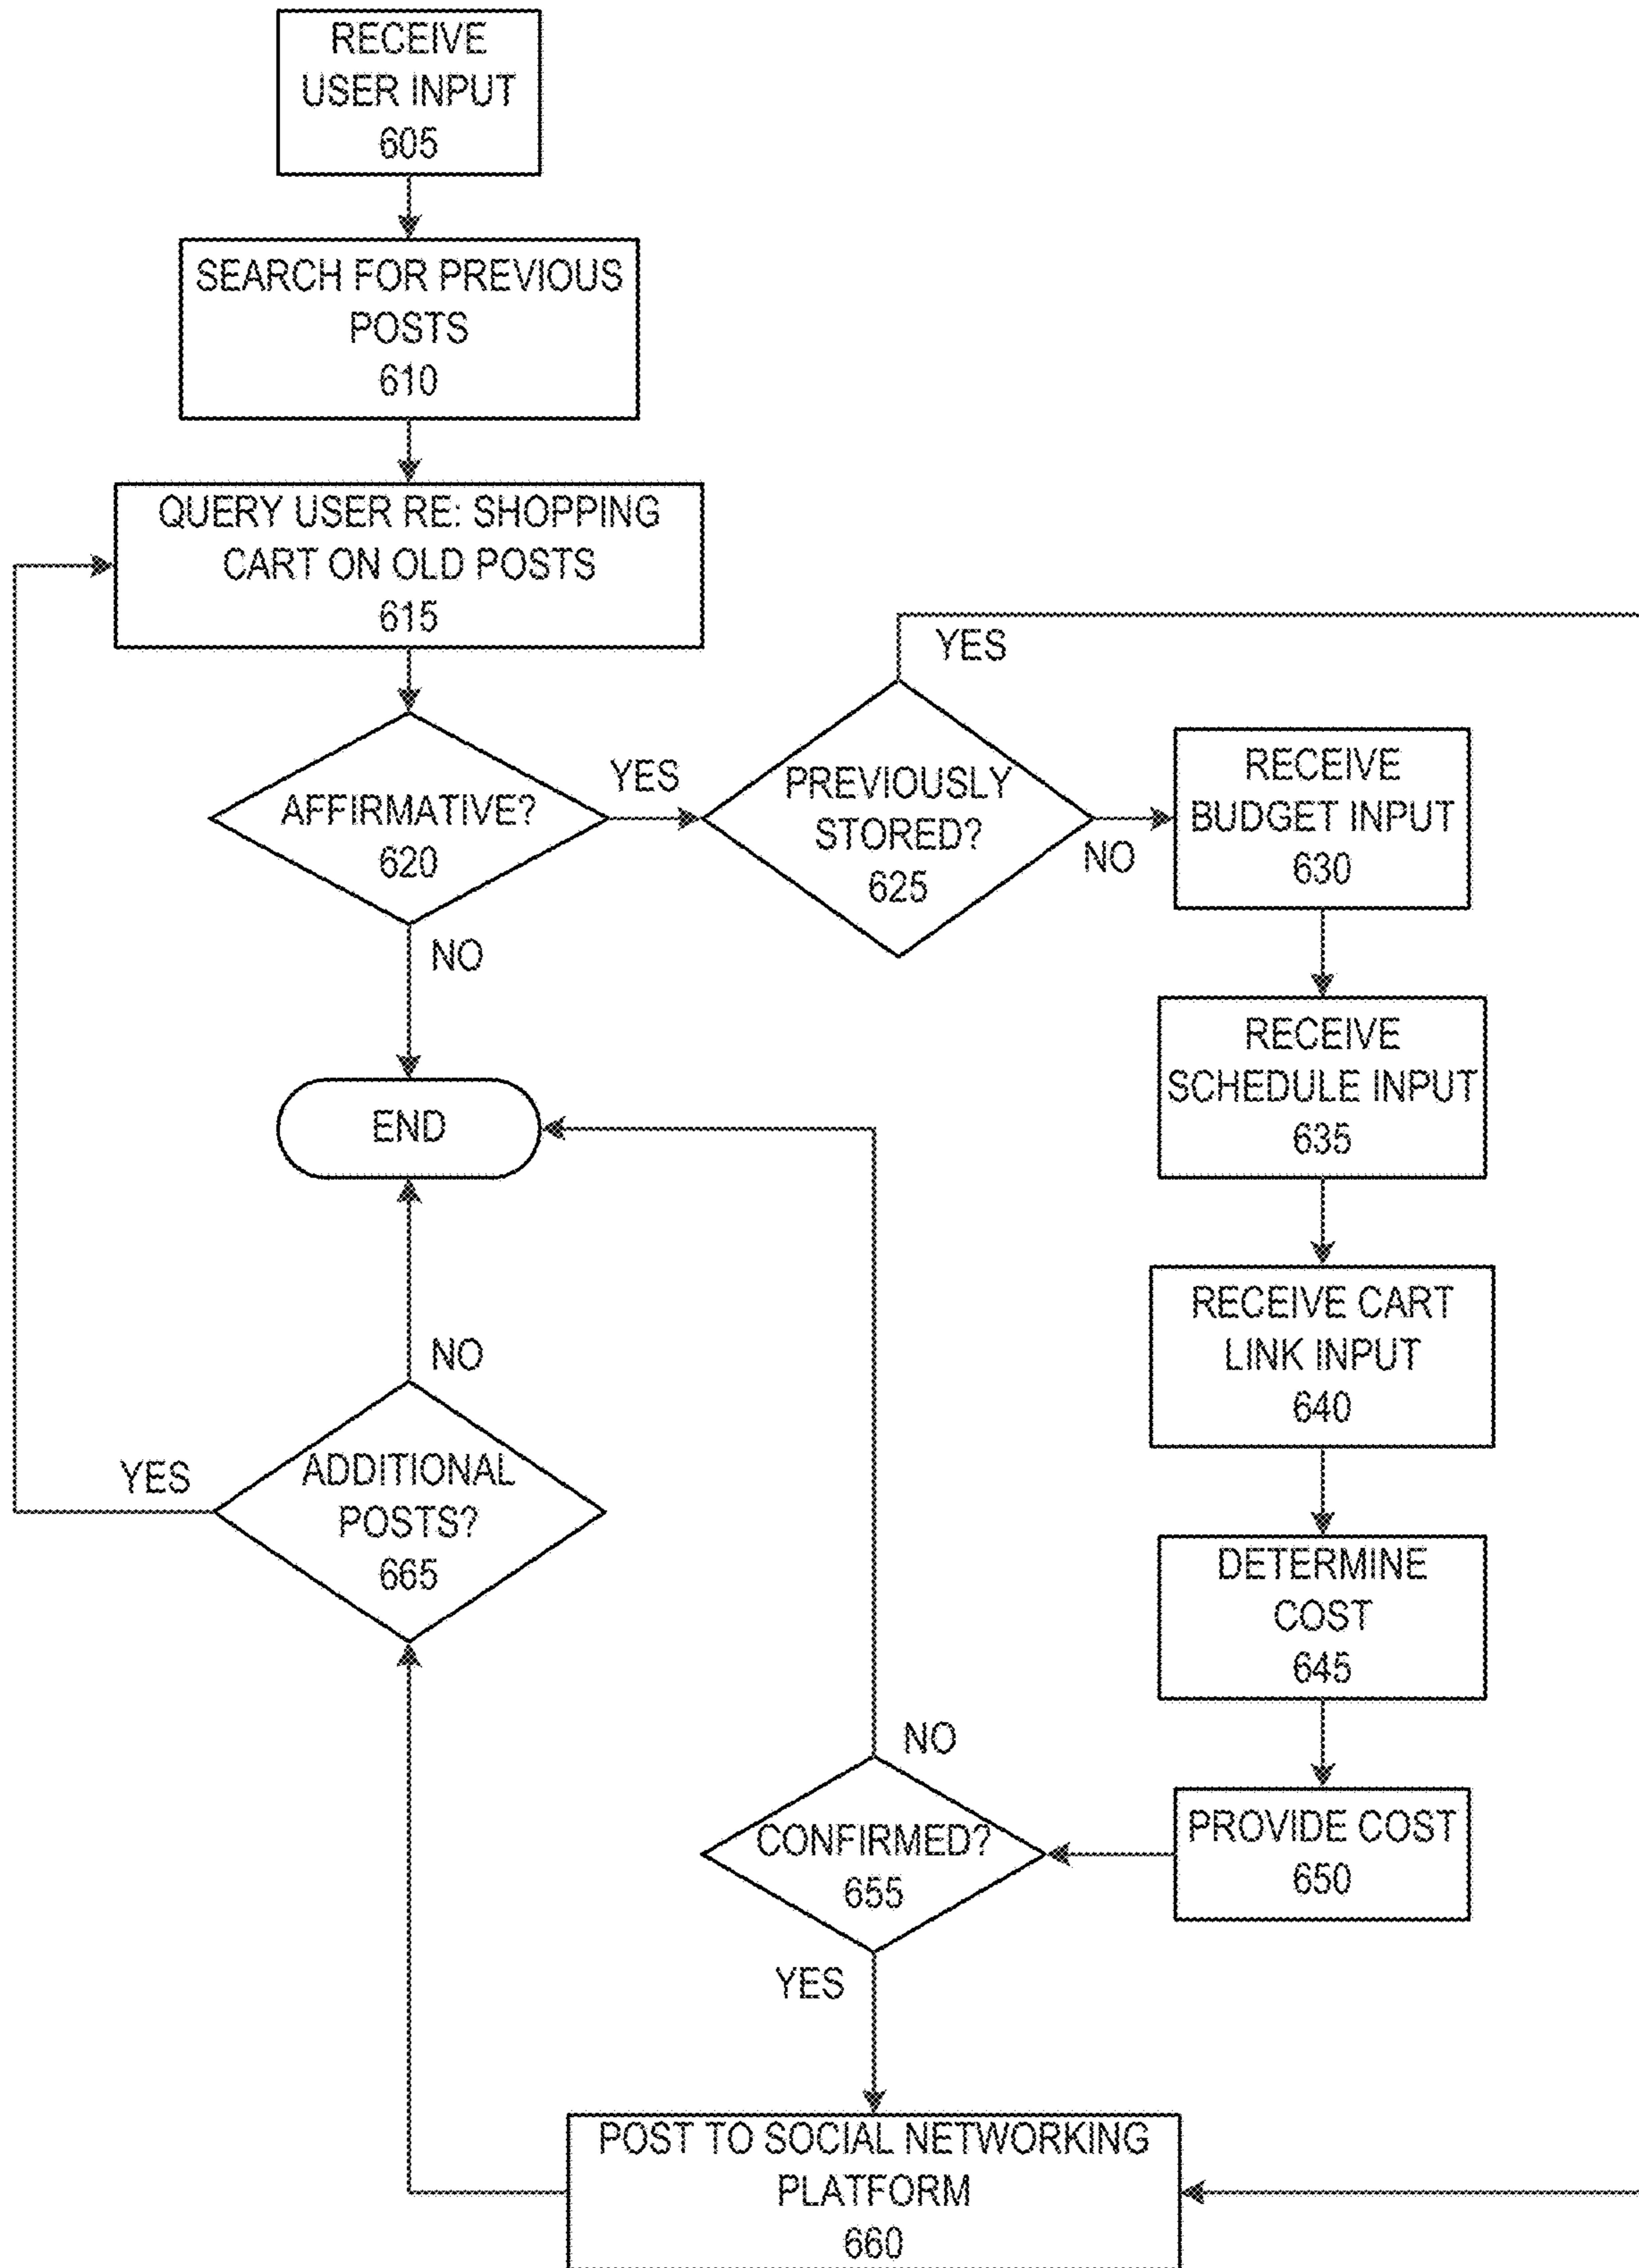 RECEIVE
USER INPUT
605
SEARCH FOR PREVIOUS
POSTS
610
QUERY USER RE: SHOPPING
CART ON OLD POSTS
615
AFFIRMATIVE?
620
YES
NO
PREVIOUSLY
STORED?
625
YES
NO
RECEIVE
BUDGET INPUT
630
RECEIVE
SCHEDULE INPUT
635
RECEIVE CART
LINK INPUT
640
DETERMINE
COST
645
PROVIDE COST
650
CONFIRMED?
655
NO
YES
POST TO SOCIAL NETWORKING
PLATFORM
660
ADDITIONAL
POSTS?
665
YES
NO
END